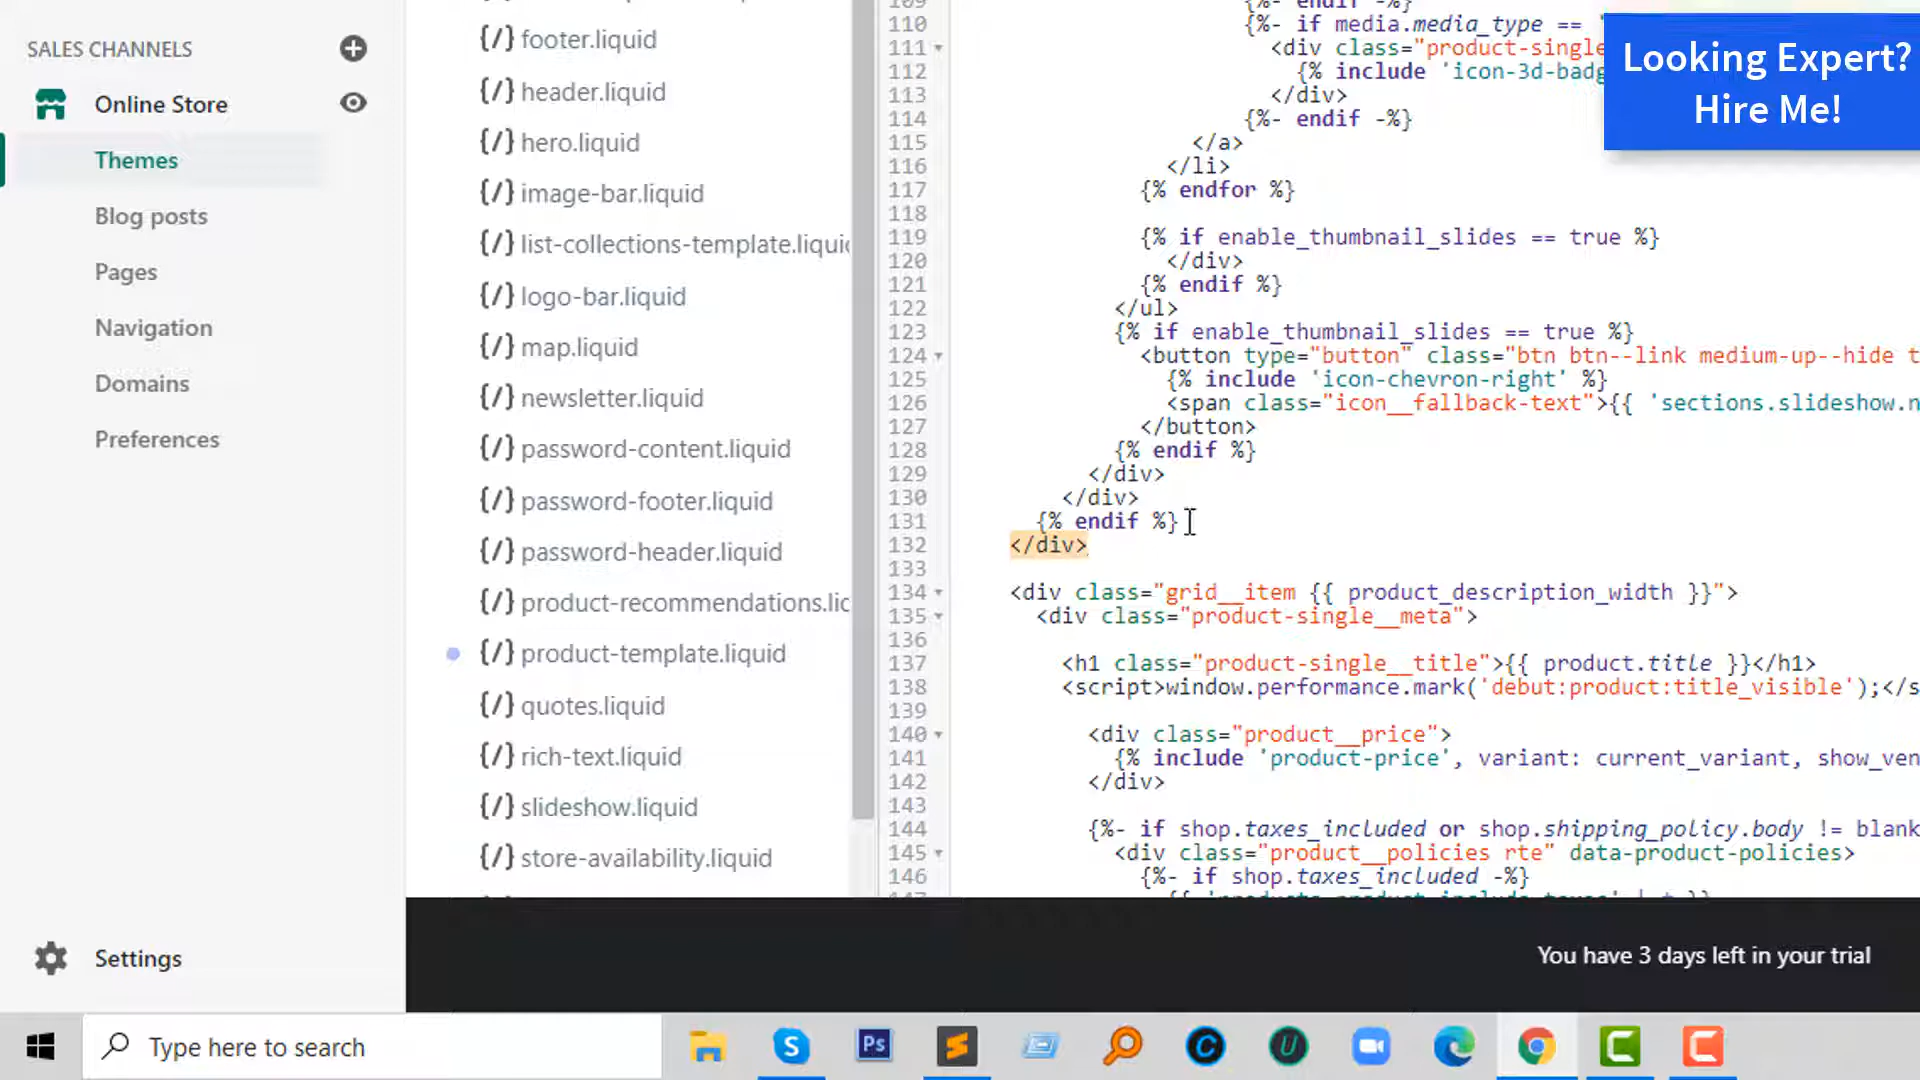 SALES CHANNELS
Online Store
Themes
Blog posts
Pages
Navigation
Domains
Preferences
Settings
{/} footer.liquid
{/} header.liquid
{/} hero.liquid
{/} image-bar.liquid
{/} list-collections-template.liquid
{/} logo-bar.liquid
{/} map.liquid
{/} newsletter.liquid
{/} password-content.liquid
{/} password-footer.liquid
{/} password-header.liquid
{/} product-recommendations.liq
{/} product-template.liquid
{/} quotes.liquid
{/} rich-text.liquid
{/} slideshow.liquid
{/} store-availability.liquid
109 {%- endif -%}
110 {%- if media.media_type == '
111 <div class="product-single
112 {% include 'icon-3d-badg
113 </div>
114 {%- endif -%}
115 </a>
116 </li>
117 {% endfor %}
118
119 {% if enable_thumbnail_slides == true %}
120 </div>
121 {% endif %}
122 </ul>
123 {% if enable_thumbnail_slides == true %}
124 <button type="button" class="btn btn--link medium-up--hide t
125 {% include 'icon-chevron-right' %}
126 <span class="icon__fallback-text">{{ 'sections.slideshow.n
127 </button>
128 {% endif %}
129 </div>
130 </div>
131 {% endif %}
132 </div>
133
134 <div class="grid__item {{ product_description_width }}">
135 <div class="product-single__meta">
136
137 <h1 class="product-single__title">{{ product.title }}</h1>
138 <script>window.performance.mark('debut:product:title_visible');</s
139
140 <div class="product__price">
141 {% include 'product-price', variant: current_variant, show_ven
142 </div>
143
144 {%- if shop.taxes_included or shop.shipping_policy.body != blank
145 <div class="product__policies rte" data-product-policies>
146 {%- if shop.taxes_included -%}
Looking Expert?
Hire Me!
You have 3 days left in your trial
Type here to search
Ps